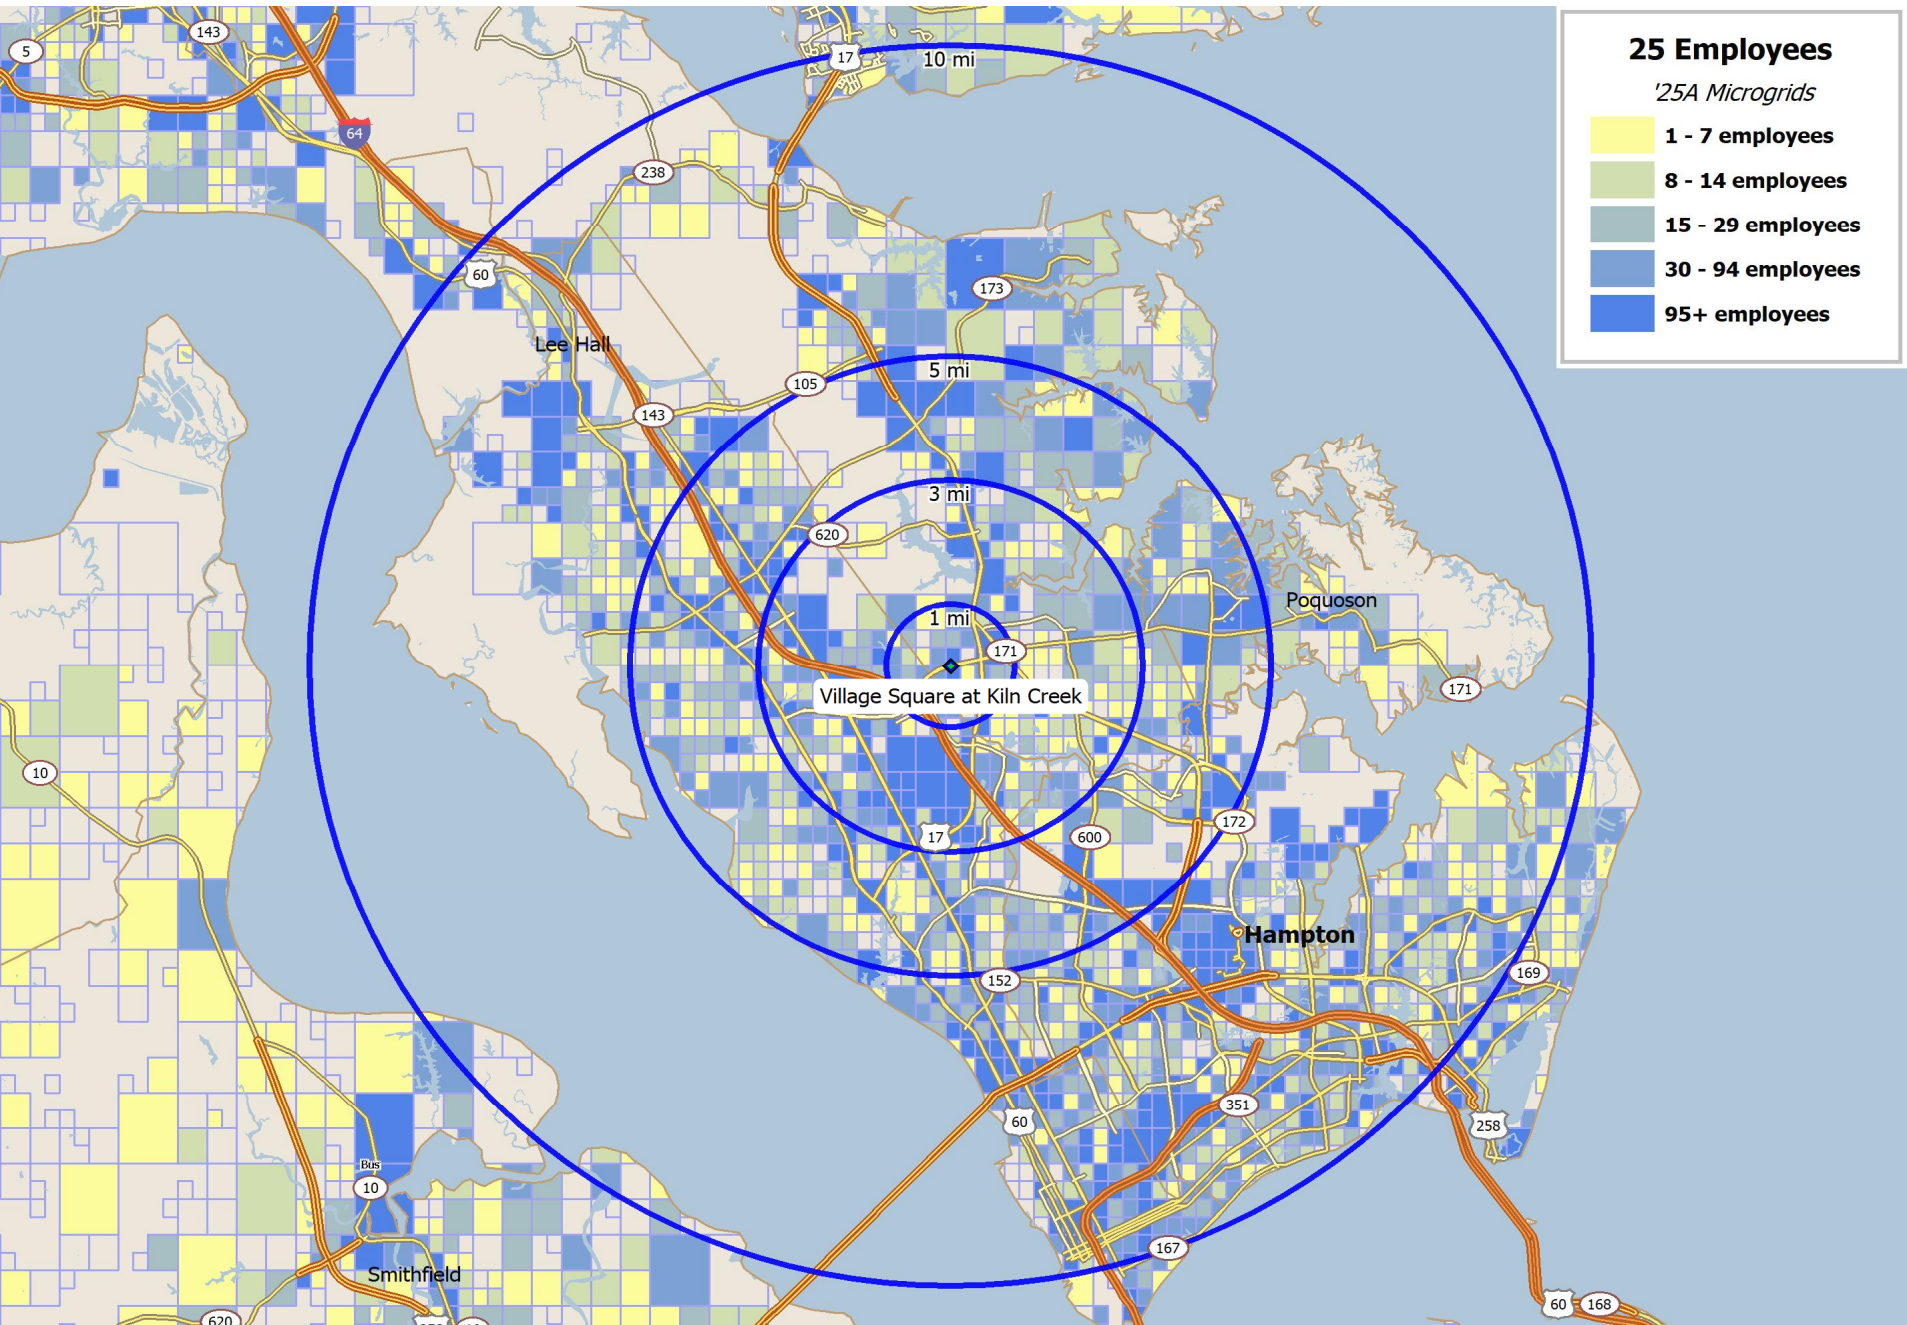 25 Employees
'25A Microgrids
1 - 7 employees
8 - 14 employees
15 - 29 employees
30 - 94 employees
95+ employees
143
5
17
10 mi
64
238
60
173
Lee Hall
5 mi
105
143
3 mi
620
Poquoson
1 mi
171
171
Village Square at Kiln Creek
10
172
17
600
Hampton
169
152
351
60
258
Bus
10
167
Smithfield
60
168
620